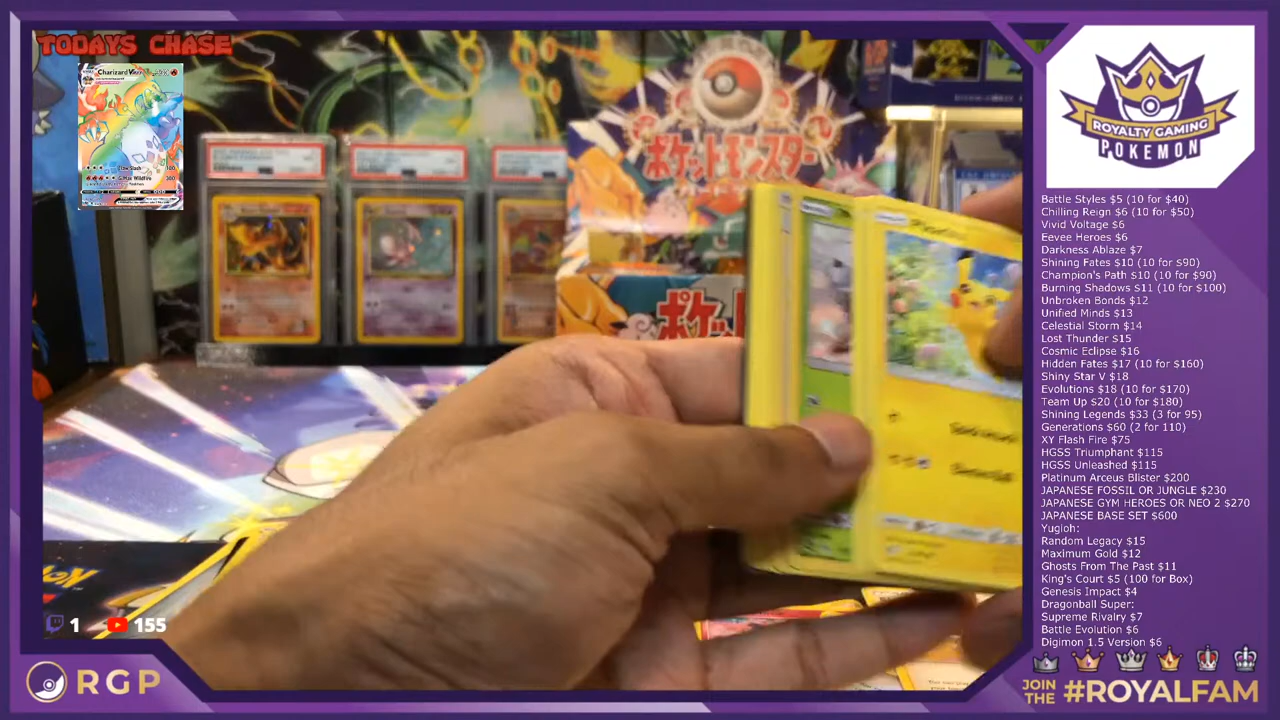 TODAYS CHASE
Charizard VMAX
Claw Slash 100
G-Max Wildfire 300
ポケットモンスター
ポケッ
ROYALTY GAMING
POKEMON
Battle Styles $5 (10 for $40)
Chilling Reign $6 (10 for $50)
Vivid Voltage $6
Eevee Heroes $6
Darkness Ablaze $7
Shining Fates $10 (10 for $90)
Champion's Path $10 (10 for $90)
Burning Shadows $11 (10 for $100)
Unbroken Bonds $12
Unified Minds $13
Celestial Storm $14
Lost Thunder $15
Cosmic Eclipse $16
Hidden Fates $17 (10 for $160)
Shiny Star V $18
Evolutions $18 (10 for $170)
Team Up $20 (10 for $180)
Shining Legends $33 (3 for 95)
Generations $60 (2 for 110)
XY Flash Fire $75
HGSS Triumphant $115
HGSS Unleashed $115
Platinum Arceus Blister $200
JAPANESE FOSSIL OR JUNGLE $230
JAPANESE GYM HEROES OR NEO 2 $270
JAPANESE BASE SET $600
Yugioh:
Random Legacy $15
Maximum Gold $12
Ghosts From The Past $11
King's Court $5 (100 for Box)
Genesis Impact $4
Dragonball Super:
Supreme Rivalry $7
Battle Evolution $6
Digimon 1.5 Version $6
1 155
RGP
JOIN THE #ROYALFAM